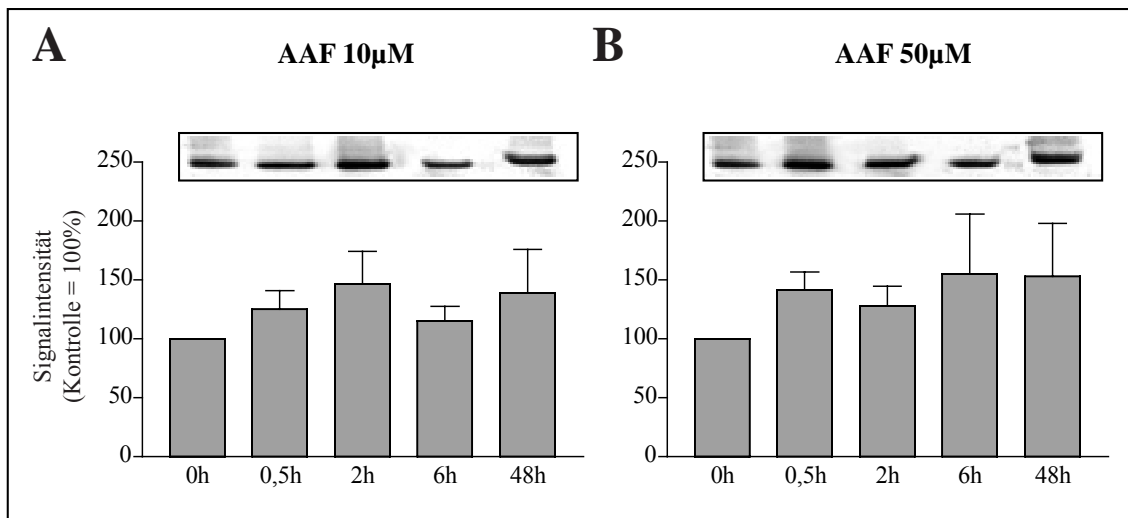 A
AAF 10µM
Signalintensität
(Kontrolle = 100%)
250
200
150
100
50
0
0h 0,5h 2h 6h 48h
B
AAF 50µM
250
200
150
100
50
0
0h 0,5h 2h 6h 48h